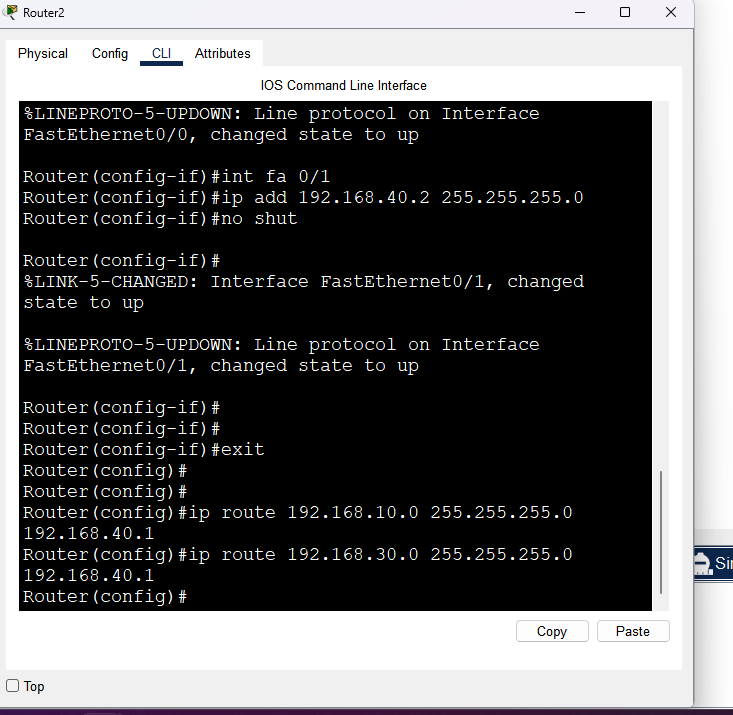 Router2
Physical Config CLI Attributes
IOS Command Line Interface
%LINEPROTO-5-UPDOWN: Line protocol on Interface
FastEthernet0/0, changed state to up
Router(config-if)#int fa 0/1
Router(config-if)#ip add 192.168.40.2 255.255.255.0
Router(config-if)#no shut
Router(config-if)#
%LINK-5-CHANGED: Interface FastEthernet0/1, changed
state to up
%LINEPROTO-5-UPDOWN: Line protocol on Interface
FastEthernet0/1, changed state to up
Router(config-if)#
Router(config-if)#
Router(config-if)#exit
Router(config)#
Router(config)#
Router(config)#ip route 192.168.10.0 255.255.255.0
192.168.40.1
Router(config)#ip route 192.168.30.0 255.255.255.0
192.168.40.1
Router(config)#
Copy Paste
Top